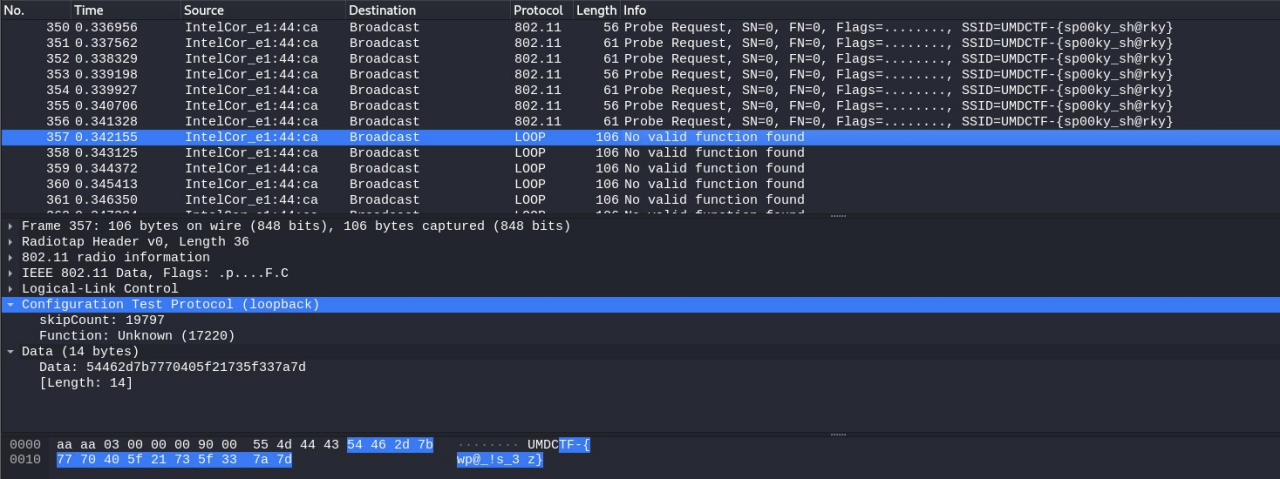 No. Time Source Destination Protocol Length Info
350 0.336956 IntelCor_e1:44:ca Broadcast 802.11 56 Probe Request, SN=0, FN=0, Flags=........, SSID=UMDCTF-{sp00ky_sh@rky}
351 0.337562 IntelCor_e1:44:ca Broadcast 802.11 61 Probe Request, SN=0, FN=0, Flags=........, SSID=UMDCTF-{sp00ky_sh@rky}
352 0.338329 IntelCor_e1:44:ca Broadcast 802.11 61 Probe Request, SN=0, FN=0, Flags=........, SSID=UMDCTF-{sp00ky_sh@rky}
353 0.339198 IntelCor_e1:44:ca Broadcast 802.11 56 Probe Request, SN=0, FN=0, Flags=........, SSID=UMDCTF-{sp00ky_sh@rky}
354 0.339927 IntelCor_e1:44:ca Broadcast 802.11 61 Probe Request, SN=0, FN=0, Flags=........, SSID=UMDCTF-{sp00ky_sh@rky}
355 0.340706 IntelCor_e1:44:ca Broadcast 802.11 56 Probe Request, SN=0, FN=0, Flags=........, SSID=UMDCTF-{sp00ky_sh@rky}
356 0.341328 IntelCor_e1:44:ca Broadcast 802.11 61 Probe Request, SN=0, FN=0, Flags=........, SSID=UMDCTF-{sp00ky_sh@rky}
357 0.342155 IntelCor_e1:44:ca Broadcast LOOP 106 No valid function found
358 0.343125 IntelCor_e1:44:ca Broadcast LOOP 106 No valid function found
359 0.344372 IntelCor_e1:44:ca Broadcast LOOP 106 No valid function found
360 0.345413 IntelCor_e1:44:ca Broadcast LOOP 106 No valid function found
361 0.346350 IntelCor_e1:44:ca Broadcast LOOP 106 No valid function found
Frame 357: 106 bytes on wire (848 bits), 106 bytes captured (848 bits)
Radiotap Header v0, Length 36
802.11 radio information
IEEE 802.11 Data, Flags: .p....F.C
Logical-Link Control
Configuration Test Protocol (loopback)
skipCount: 19797
Function: Unknown (17220)
Data (14 bytes)
Data: 54462d7b7770405f21735f337a7d
[Length: 14]
0000 aa aa 03 00 00 00 90 00 55 4d 44 43 54 46 2d 7b ········ UMDCTF-{
0010 77 70 40 5f 21 73 5f 33 7a 7d wp@_!s_3 z}